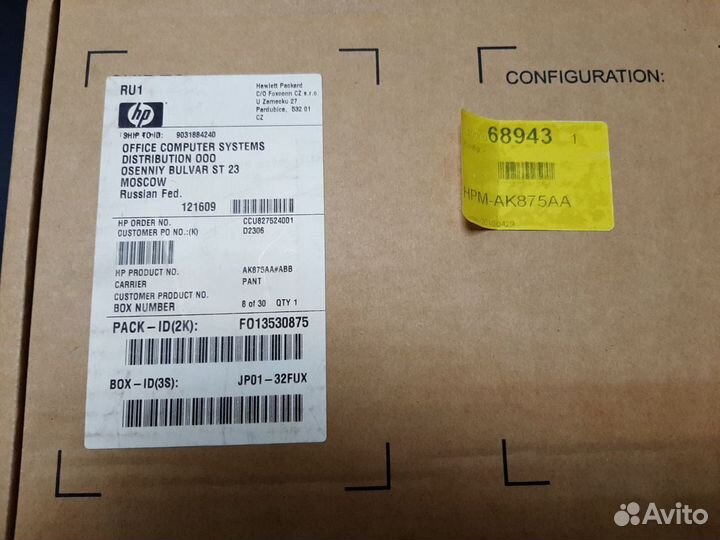 RU1
Hewlett Packard
C/O Foxconn CZ s.r.o
U Zamecku 27
Pardubice, 532 01
CZ
hp
SHIP TO ID: 9031884240
OFFICE COMPUTER SYSTEMS
DISTRIBUTION OOO
OSENNIY BULVAR ST 23
MOSCOW
Russian Fed.
121609
HP ORDER NO. CCU827524001
CUSTOMER PO NO.:(K) D2306
HP PRODUCT NO. AK875AA#ABB
CARRIER PANT
CUSTOMER PRODUCT NO.
BOX NUMBER 8 of 30 QTY 1
PACK-ID(2K): FO13530875
BOX-ID(3S): JP01-32FUX
CONFIGURATION:
68943 1
HPM-AK875AA
Avito